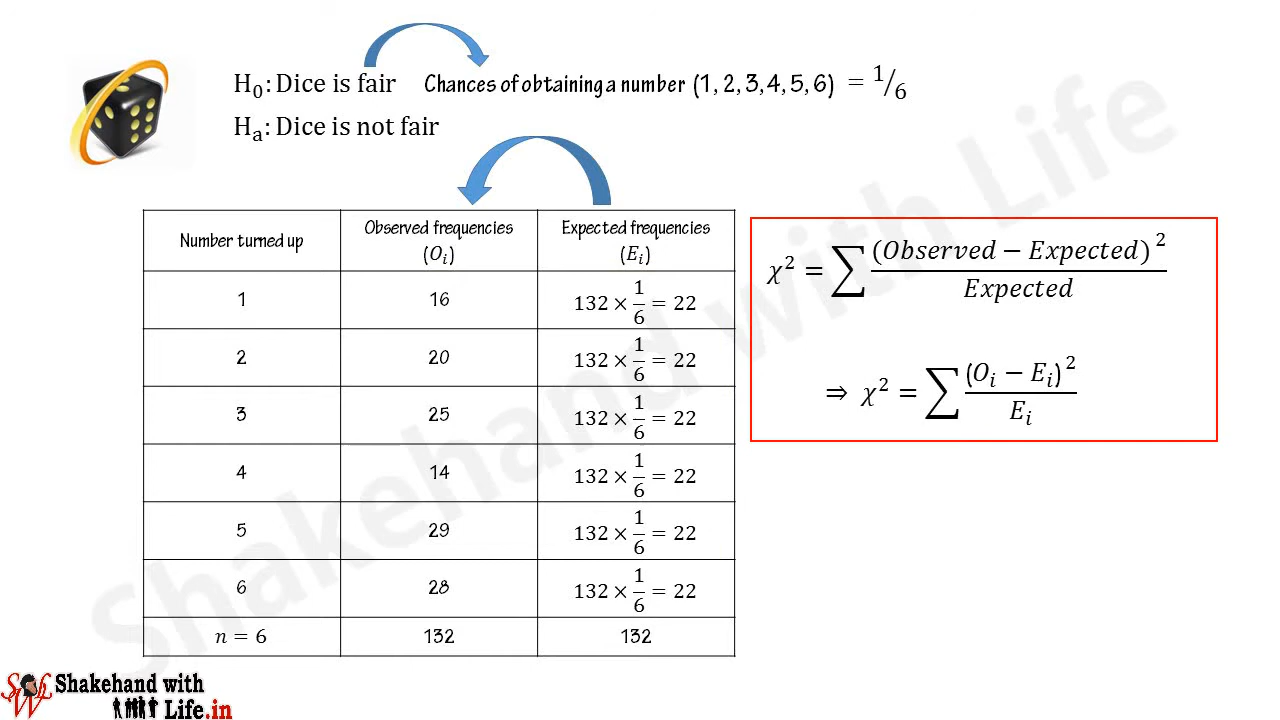 H₀: Dice is fair Chances of obtaining a number (1, 2, 3, 4, 5, 6) = 1/6
Hₐ: Dice is not fair
Number turned up Observed frequencies (Oᵢ) Expected frequencies (Eᵢ)
1 16 132 × 1/6 = 22
2 20 132 × 1/6 = 22
3 25 132 × 1/6 = 22
4 14 132 × 1/6 = 22
5 29 132 × 1/6 = 22
6 28 132 × 1/6 = 22
n = 6 132 132
χ² = ∑ (Observed − Expected)² / Expected
⇒ χ² = ∑ (Oᵢ − Eᵢ)² / Eᵢ
Shakehand with Life
Shakehand with
Life.in